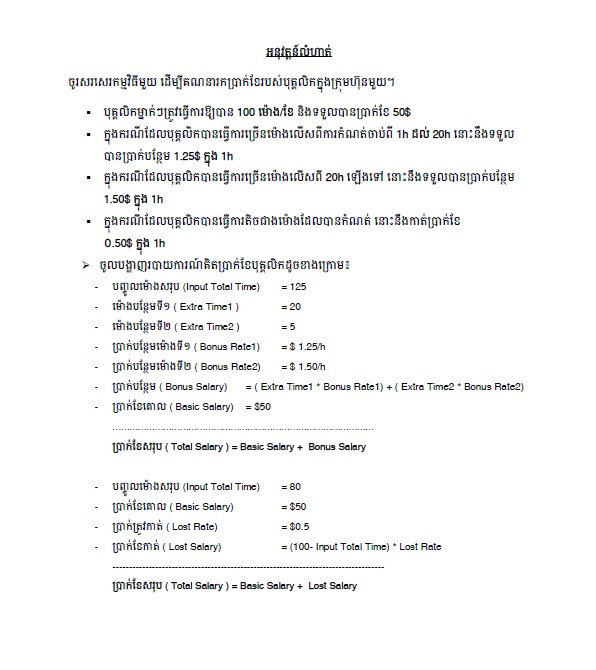 អនុវត្តន៍លំហាត់
ចូរសរសេរកម្មវិធីមួយ ដើម្បីគណនារកប្រាក់ខែរបស់បុគ្គលិកក្នុងក្រុមហ៊ុនមួយ។
▪ បុគ្គលិកម្នាក់ៗត្រូវធ្វើការឱ្យបាន 100 ម៉ោង/ខែ និងទទួលបានប្រាក់ខែ 50$
▪ ក្នុងករណីដែលបុគ្គលិកបានធ្វើការច្រើនម៉ោងលើសពីការកំណត់ចាប់ពី 1h ដល់ 20h នោះនឹងទទួល
បានប្រាក់បន្ថែម 1.25$ ក្នុង 1h
▪ ក្នុងករណីដែលបុគ្គលិកបានធ្វើការច្រើនម៉ោងលើសពី 20h ឡើងទៅ នោះនឹងទទួលបានប្រាក់បន្ថែម
1.50$ ក្នុង 1h
▪ ក្នុងករណីដែលបុគ្គលិកបានធ្វើការតិចជាងម៉ោងដែលបានកំណត់ នោះនឹងកាត់ប្រាក់ខែ
0.50$ ក្នុង 1h
➢ ចូលបង្ហាញរបាយការណ៍គិតប្រាក់ខែបុគ្គលិកដូចខាងក្រោម៖
- បញ្ចូលម៉ោងសរុប (Input Total Time) = 125
- ម៉ោងបន្ថែមទី១ ( Extra Time1 ) = 20
- ម៉ោងបន្ថែមទី២ ( Extra Time2 ) = 5
- ប្រាក់បន្ថែមម៉ោងទី១ ( Bonus Rate1) = $ 1.25/h
- ប្រាក់បន្ថែមម៉ោងទី២ ( Bonus Rate2) = $ 1.50/h
- ប្រាក់បន្ថែម ( Bonus Salary) = ( Extra Time1 * Bonus Rate1) + ( Extra Time2 * Bonus Rate2)
- ប្រាក់ខែគោល ( Basic Salary) = $50
ប្រាក់ខែសរុប ( Total Salary ) = Basic Salary + Bonus Salary
- បញ្ចូលម៉ោងសរុប (Input Total Time) = 80
- ប្រាក់ខែគោល ( Basic Salary) = $50
- ប្រាក់ត្រូវកាត់ ( Lost Rate) = $0.5
- ប្រាក់ខែកាត់ ( Lost Salary) = (100- Input Total Time) * Lost Rate
ប្រាក់ខែសរុប ( Total Salary ) = Basic Salary + Lost Salary